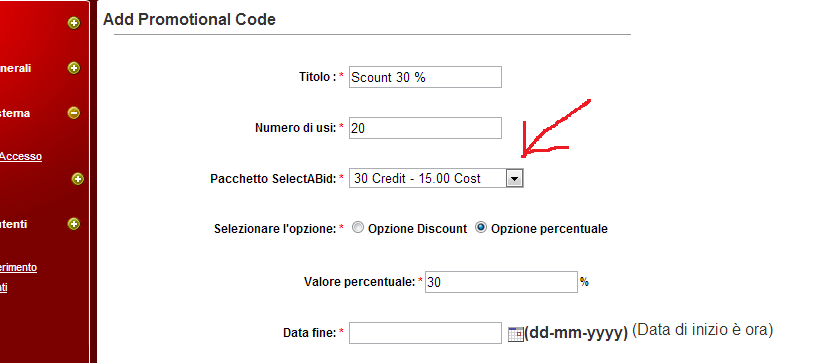 Add Promotional Code
nerali
Titolo : * Scount 30 %
stema
Numero di usi: * 20
Accesso
Pacchetto SelectABid: * 30 Credit - 15.00 Cost
tenti
Selezionare l'opzione: * Opzione Discount Opzione percentuale
erimento
Valore percentuale: * 30 %
ti
Data fine: * (dd-mm-yyyy) (Data di inizio è ora)